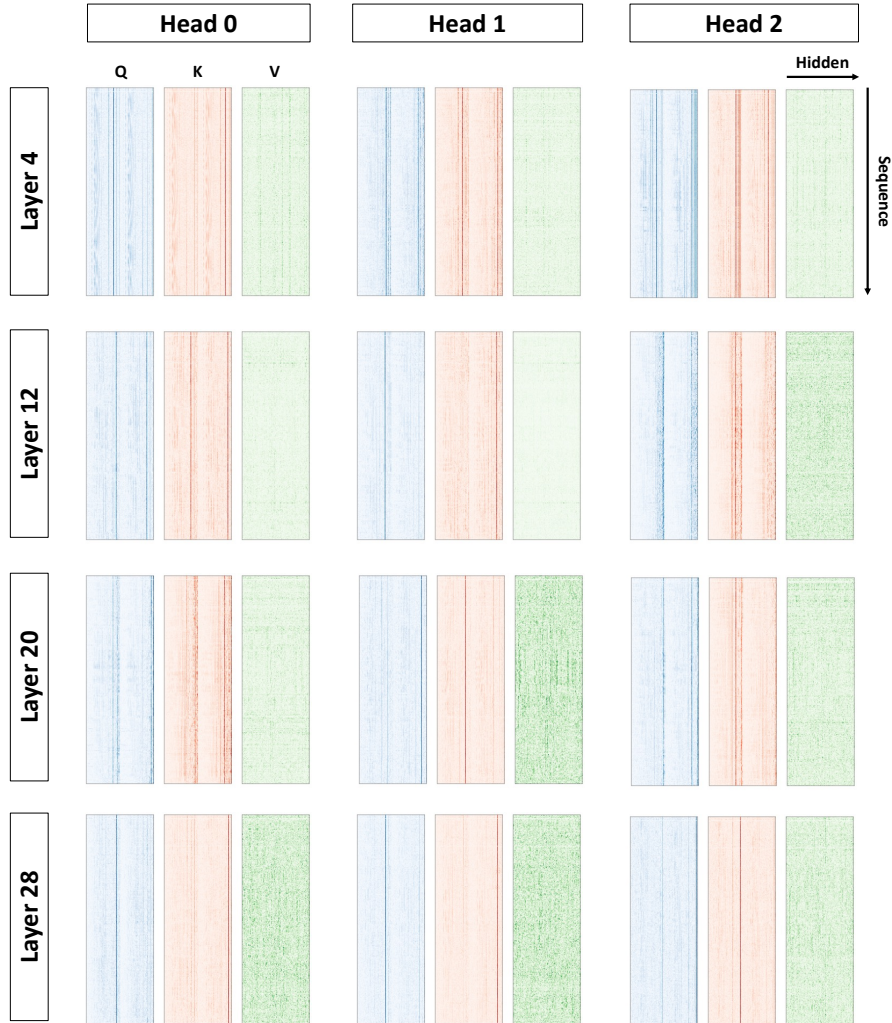 Head 0
Head 1
Head 2
Q
K
V
Hidden
Sequence
Layer 4
Layer 12
Layer 20
Layer 28